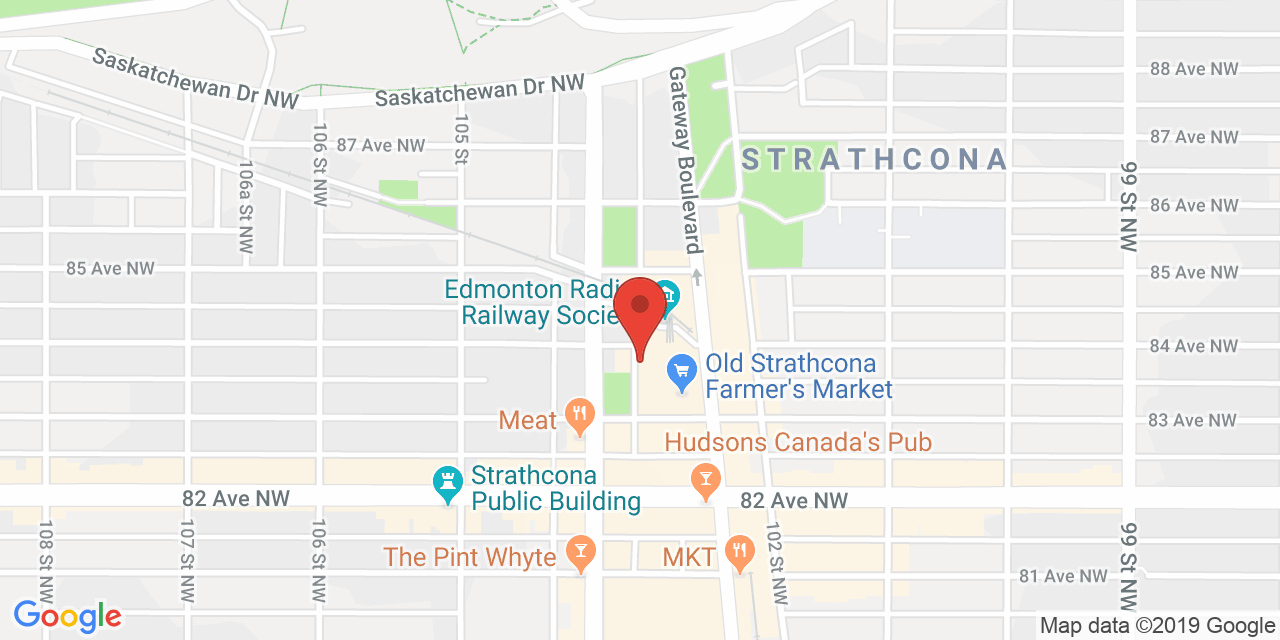 88 Ave NW
Saskatchewan Dr NW
Saskatchewan Dr NW
Gateway Boulevard
105 St
106 St NW
87 Ave NW
87 Ave NW
STRATHCONA
106a St NW
99 St NW
86 Ave NW
85 Ave NW
85 Ave NW
Edmonton Radi
Railway Socie
84 Ave NW
Old Strathcona
Farmer's Market
Meat
83 Ave NW
Hudsons Canada's Pub
Strathcona
Public Building
82 Ave NW
82 Ave NW
108 St NW
107 St NW
106 St NW
102 St NW
99 St NW
The Pint Whyte
MKT
81 Ave NW
Google
Map data ©2019 Google